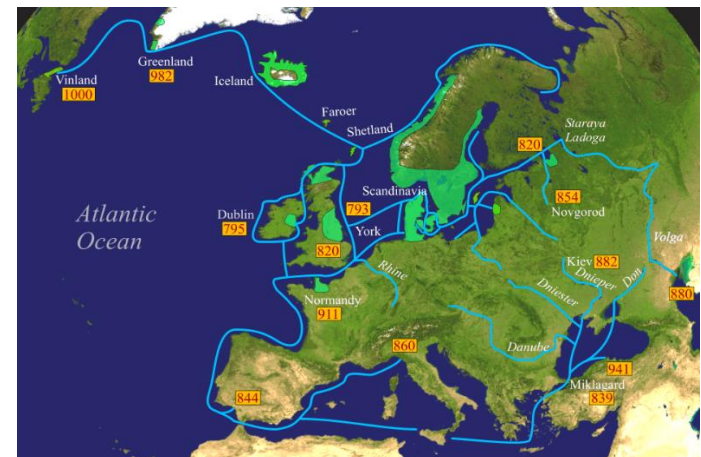 Greenland
982
Vinland
1000
Iceland
Faroer
Shetland
Staraya
Ladoga
820
Scandinavia
854
Novgorod
Atlantic
Ocean
Dublin
795
793
York
820
Volga
Kiev 882
Rhine
Dnieper
Don
Dniester
880
Normandy
911
Danube
860
941
Miklagard
839
844